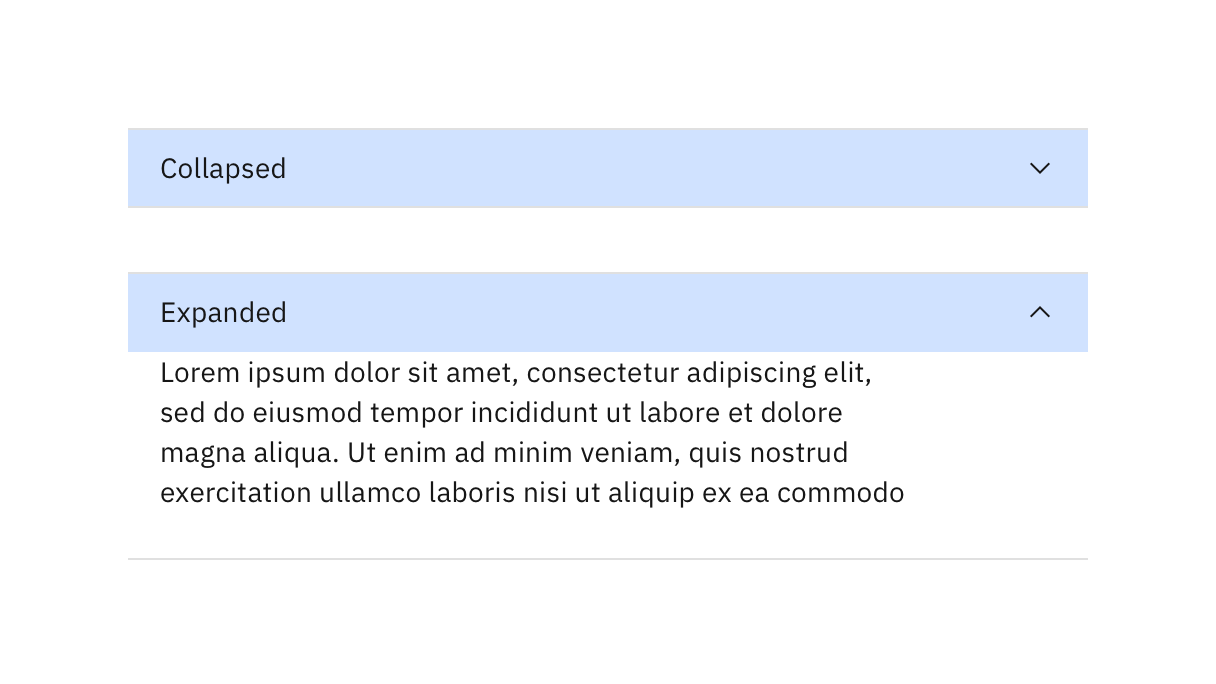 Collapsed
Expanded
Lorem ipsum dolor sit amet, consectetur adipiscing elit,
sed do eiusmod tempor incididunt ut labore et dolore
magna aliqua. Ut enim ad minim veniam, quis nostrud
exercitation ullamco laboris nisi ut aliquip ex ea commodo